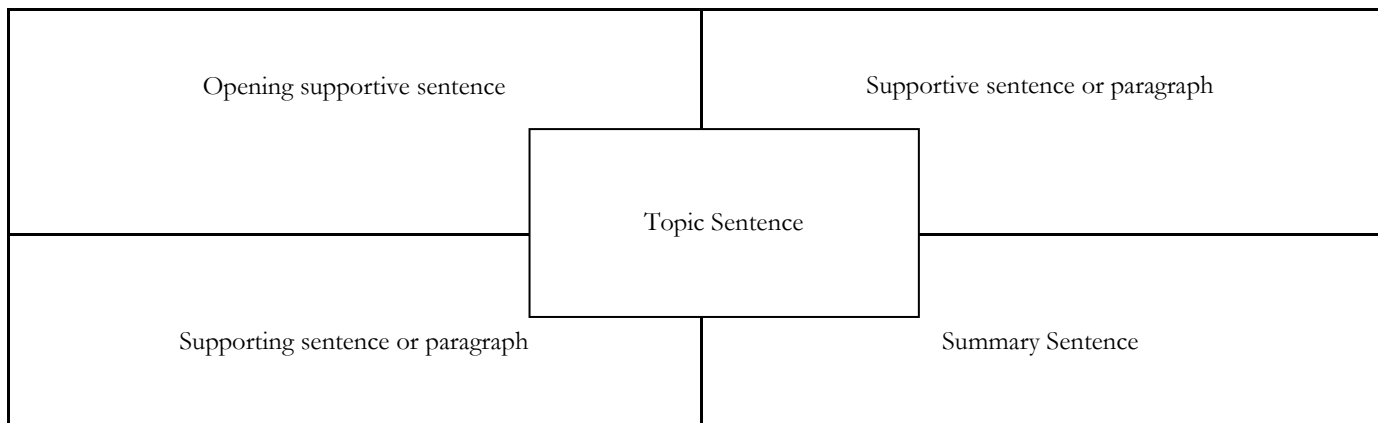 Opening supportive sentence
Supportive sentence or paragraph
Topic Sentence
Supporting sentence or paragraph
Summary Sentence